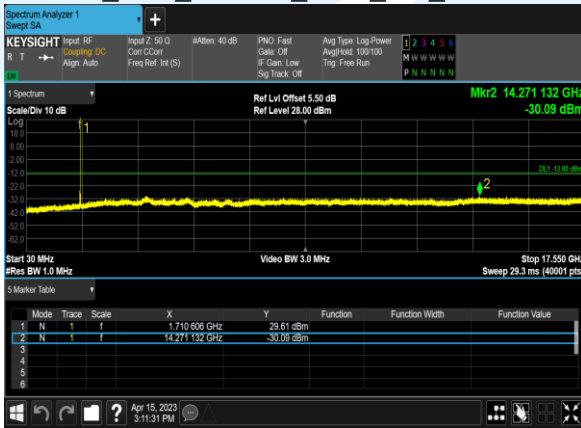 Spectrum Analyzer 1
Swept SA
KEYSIGHT Input: RF Input Z: 50 Ω #Atten: 40 dB PNO: Fast Avg Type: Log-Power 1 2 3 4 5 6
R T Coupling: DC Corr CCorr Gate: Off Avg|Hold: 100/100 M W W W W W
Align: Auto Freq Ref: Int (S) IF Gain: Low Trig: Free Run
LXI Sig Track: Off P N N N N N
1 Spectrum Ref Lvl Offset 5.50 dB Mkr2 14.271 132 GHz
Scale/Div 10 dB Ref Level 28.00 dBm -30.09 dBm
Log
1
18.0
8.00
-2.00
DL1 -13.00 dBm
-12.0
2
-22.0
-32.0
-42.0
-52.0
-62.0
Start 30 MHz Video BW 3.0 MHz Stop 17.550 GHz
#Res BW 1.0 MHz Sweep 29.3 ms (40001 pts)
5 Marker Table
Mode Trace Scale X Y Function Function Width Function Value
1 N 1 f 1.710 606 GHz 29.61 dBm
2 N 1 f 14.271 132 GHz -30.09 dBm
3
4
5
6
? Apr 15, 2023
3:11:31 PM